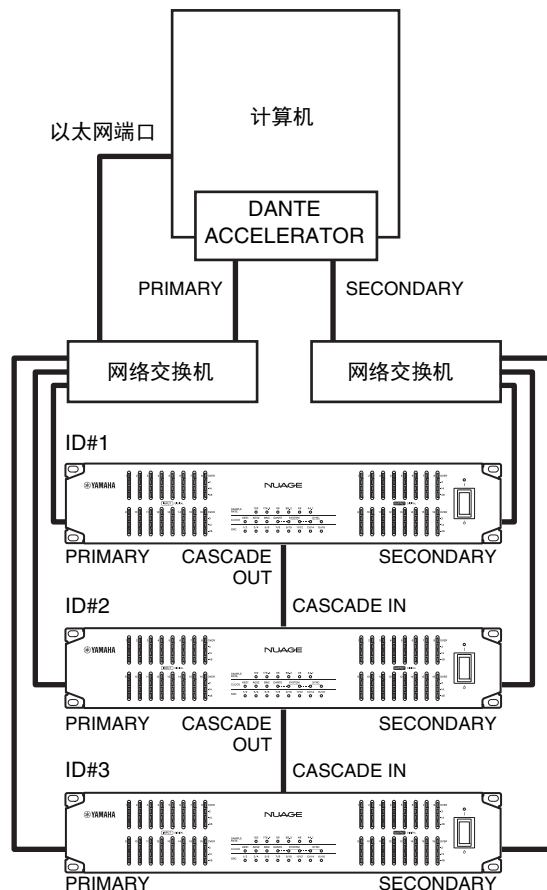 计算机
以太网端口
DANTE
ACCELERATOR
PRIMARY
SECONDARY
网络交换机
网络交换机
ID#1
YAMAHA
NUAGE
PRIMARY
CASCADE
OUT
SECONDARY
ID#2
CASCADE IN
YAMAHA
NUAGE
PRIMARY
CASCADE
OUT
SECONDARY
ID#3
CASCADE IN
YAMAHA
NUAGE
PRIMARY
SECONDARY